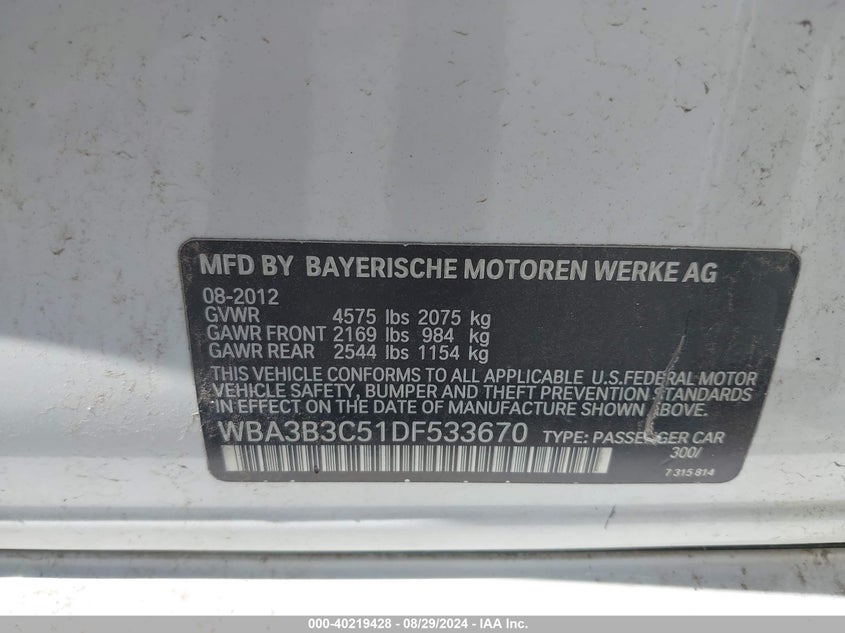 MFD BY BAYERISCHE MOTOREN WERKE AG
08-2012
GVWR 4575 lbs 2075 kg
GAWR FRONT 2169 lbs 984 kg
GAWR REAR 2544 lbs 1154 kg
THIS VEHICLE CONFORMS TO ALL APPLICABLE U.S.FEDERAL MOTOR
VEHICLE SAFETY, BUMPER AND THEFT PREVENTION STANDARDS
IN EFFECT ON THE DATE OF MANUFACTURE SHOWN ABOVE.
WBA3B3C51DF533670 TYPE: PASSENGER CAR
300/
7 315 814
000-40219428 - 08/29/2024 - IAA Inc.